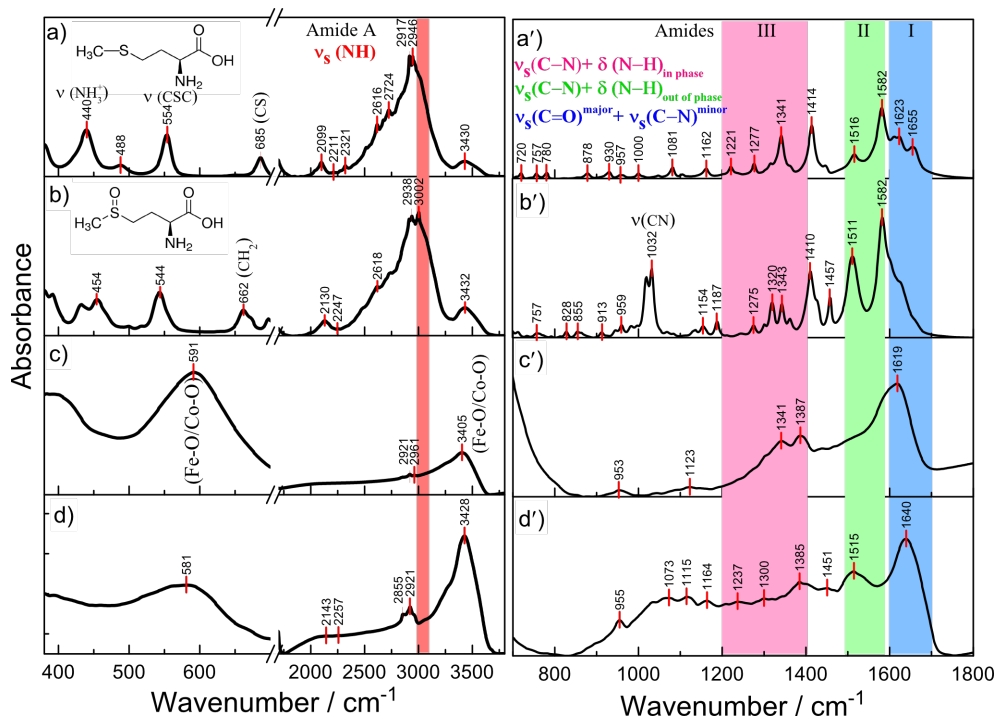 a)
H₃C
S
O
OH
NH₂
Amide A
νₛ (NH)
ν (NH₃⁺)
440
488
ν (CSC)
554
685 (CS)
2099
2211
2321
2616
2724
2917
2946
3430
b)
O
H₃C
S
O
OH
NH₂
454
544
662 (CH₂)
2130
2247
2618
2938
3002
3432
c)
591
(Fe-O/Co-O)
2921
2961
3405
(Fe-O/Co-O)
d)
581
2143
2257
2855
2921
3428
Absorbance
400 500 600 2000 2500 3000 3500
Wavenumber / cm⁻¹
a′)
Amides III II I
νₛ(C−N)+ δ (N−H)in phase
νₛ(C−N)+ δ (N−H)out of phase
νₛ(C=O)major + νₛ(C−N)minor
720
757
780
878
930
957
1000
1081
1162
1221
1277
1341
1414
1516
1582
1623
1655
b′)
ν(CN)
757
828
855
913
959
1032
1154
1187
1275
1320
1343
1410
1457
1511
1582
c′)
953
1123
1341
1387
1619
d′)
955
1073
1115
1164
1237
1300
1385
1451
1515
1640
800 900 1000 1100 1200 1300 1400 1500 1600 1800
Wavenumber / cm⁻¹